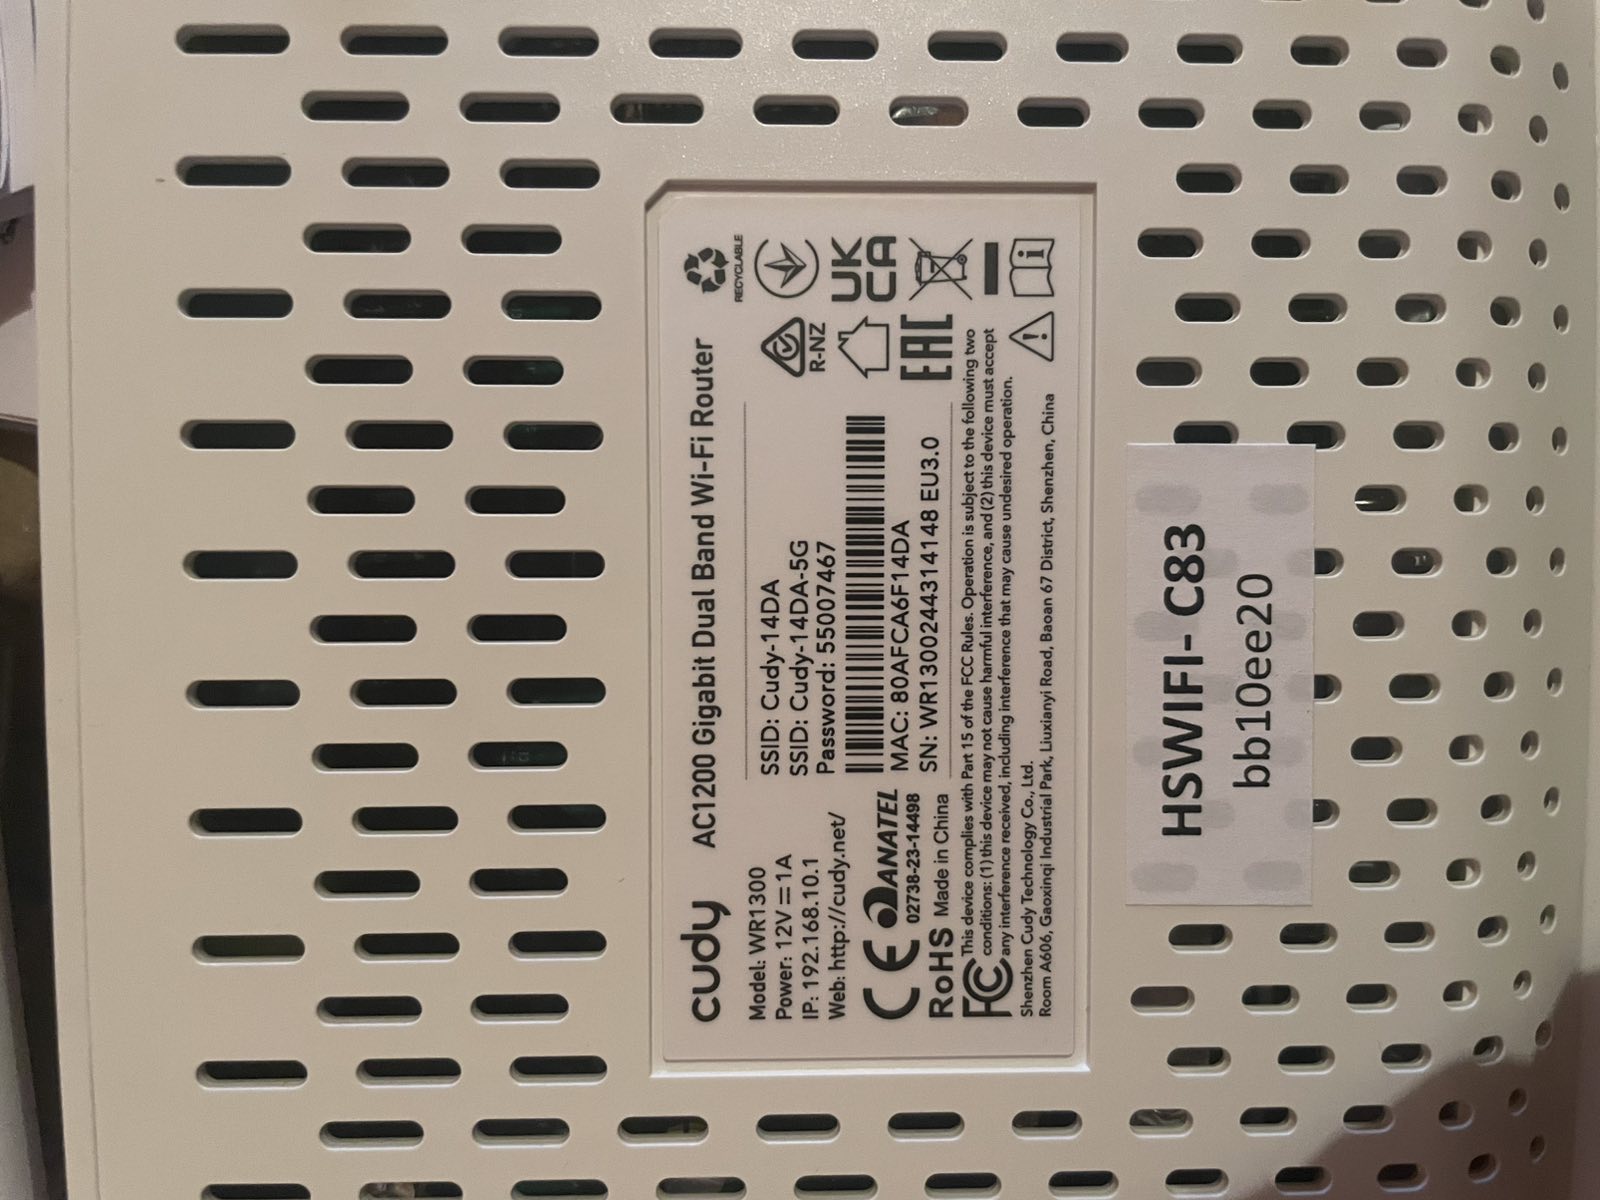 cudy AC1200 Gigabit Dual Band Wi-Fi Router
RECYCLABLE
Model: WR1300
Power: 12V⎓1A
IP: 192.168.10.1
Web: http://cudy.net/
SSID: Cudy-14DA
SSID: Cudy-14DA-5G
Password: 55007467
MAC: 80AFCA6F14DA
SN: WR1300244314148 EU3.0
R-NZ
UK
CA
EAC
CE ANATEL
02738-23-14498
RoHS Made in China
FC This device complies with Part 15 of the FCC Rules. Operation is subject to the following two
conditions: (1) this device may not cause harmful interference, and (2) this device must accept
any interference received, including interference that may cause undesired operation.
Shenzhen Cudy Technology Co., Ltd.
Room A606, Gaoxinqi Industrial Park, Liuxianyi Road, Baoan 67 District, Shenzhen, China
HSWIFI- C83
bb10ee20